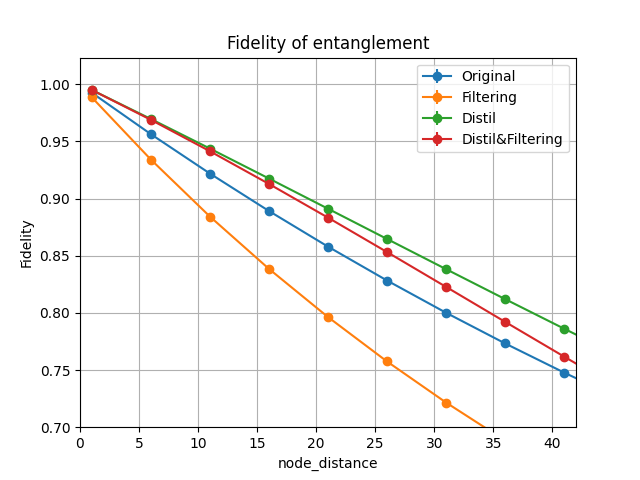 Fidelity of entanglement
Original
Filtering
Distil
Distil&Filtering
Fidelity
1.00
0.95
0.90
0.85
0.80
0.75
0.70
0 5 10 15 20 25 30 35 40
node_distance